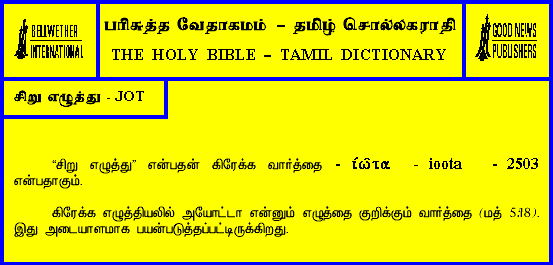 BELLWETHER
INTERNATIONAL
பரிசுத்த வேதாகமம் – தமிழ் சொல்லகராதி
THE HOLY BIBLE – TAMIL DICTIONARY
GOOD NEWS
PUBLISHERS
சிறு எழுத்து - JOT
“சிறு எழுத்து” என்பதன் கிரேக்க வார்த்தை - ἰῶτα - ioota - 2503
என்பதாகும்.
கிரேக்க எழுத்தியலில் அயோட்டா என்னும் எழுத்தை குறிக்கும் வார்த்தை (மத் 5:18).
இது அடையாளமாக பயன்படுத்தப்பட்டிருக்கிறது.